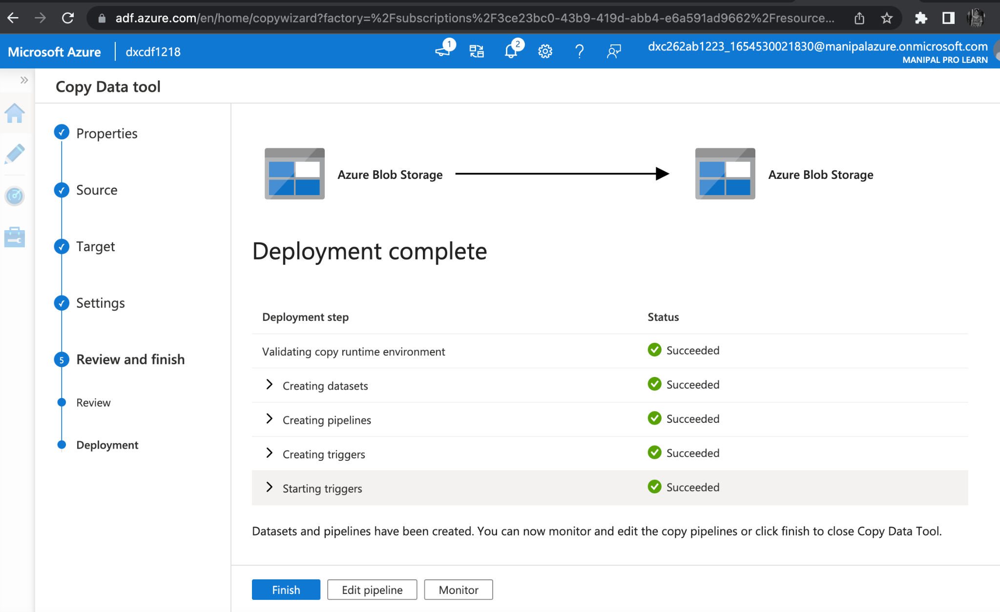 adf.azure.com/en/home/copywizard?factory=%2Fsubscriptions%2F3ce23bc0-43b9-419d-abb4-e6a591ad9662%2Fresource...
Microsoft Azure
dxcdf1218
1
2
dxc262ab1223_1654530021830@manipalazure.onmicrosoft.com
MANIPAL PRO LEARN
Copy Data tool
Properties
Source
Target
Settings
5
Review and finish
Review
Deployment
Azure Blob Storage
Azure Blob Storage
Deployment complete
Deployment step
Status
Validating copy runtime environment
Succeeded
Creating datasets
Succeeded
Creating pipelines
Succeeded
Creating triggers
Succeeded
Starting triggers
Succeeded
Datasets and pipelines have been created. You can now monitor and edit the copy pipelines or click finish to close Copy Data Tool.
Finish
Edit pipeline
Monitor